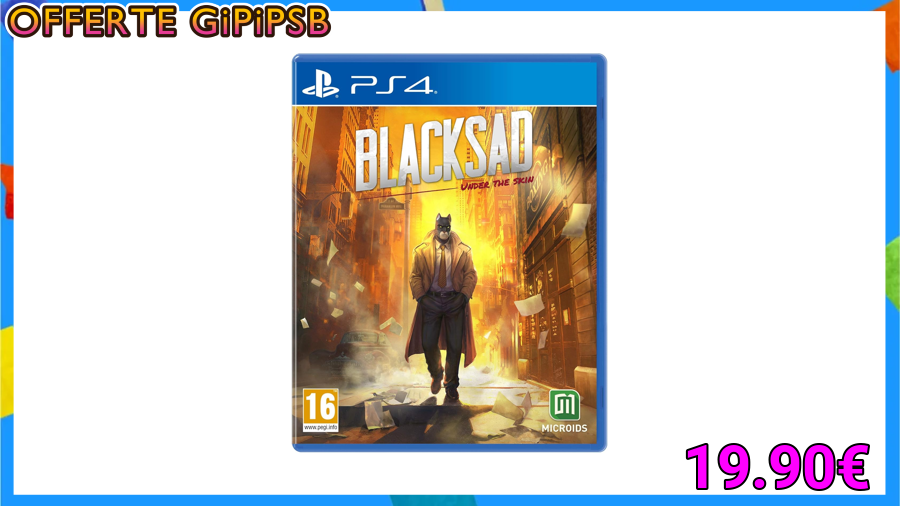 OFFERTE GiPiPSB
PS4
BLACKSAD
UNDER THE SKIN
16
www.pegi.info
MICROIDS
19.90€